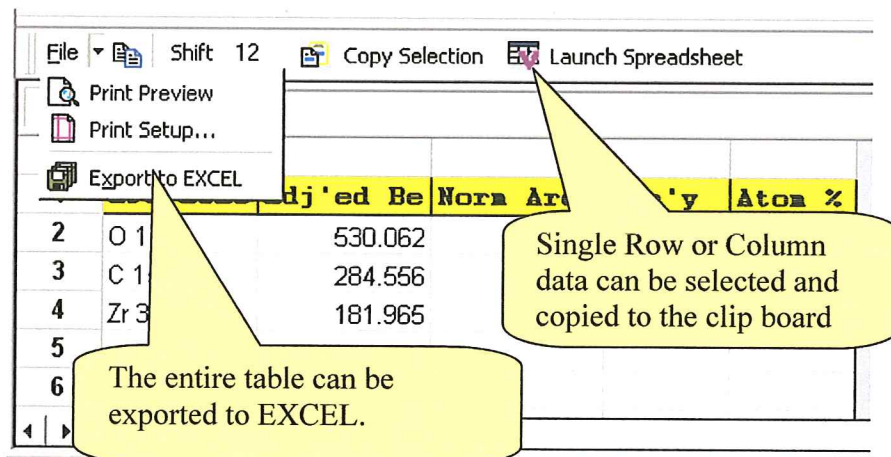 File Shift 12 Copy Selection Launch Spreadsheet
Print Preview
Print Setup...
Export to EXCEL
dj'ed Be Norm 'y Atom %
2 O 1 530.062
3 C 1 284.556
4 Zr 3 181.965
5
6
Single Row or Column
data can be selected and
copied to the clip board
The entire table can be
exported to EXCEL.